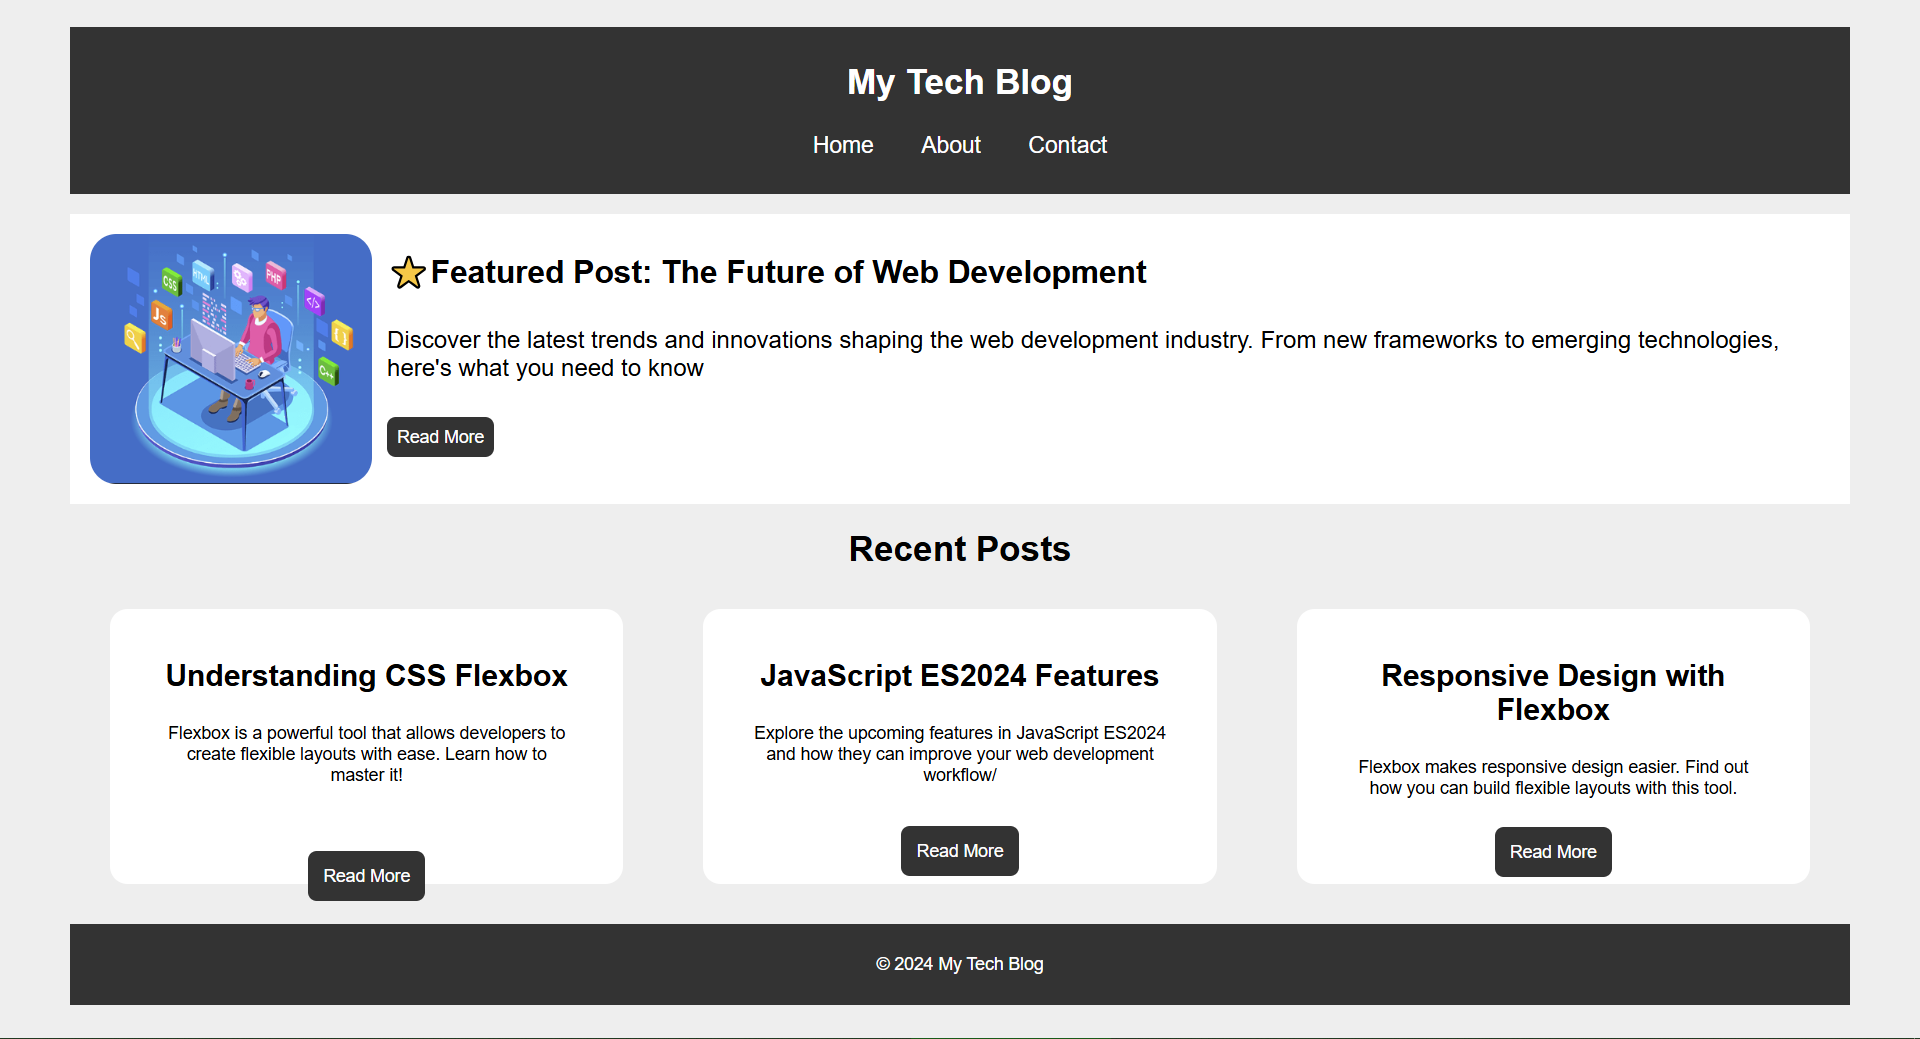 My Tech Blog
Home About Contact
CSS
HTML
PHP
JS
</>
{ }
C++
⭐Featured Post: The Future of Web Development
Discover the latest trends and innovations shaping the web development industry. From new frameworks to emerging technologies,
here's what you need to know
Read More
Recent Posts
Understanding CSS Flexbox
Flexbox is a powerful tool that allows developers to
create flexible layouts with ease. Learn how to
master it!
Read More
JavaScript ES2024 Features
Explore the upcoming features in JavaScript ES2024
and how they can improve your web development
workflow/
Read More
Responsive Design with
Flexbox
Flexbox makes responsive design easier. Find out
how you can build flexible layouts with this tool.
Read More
© 2024 My Tech Blog